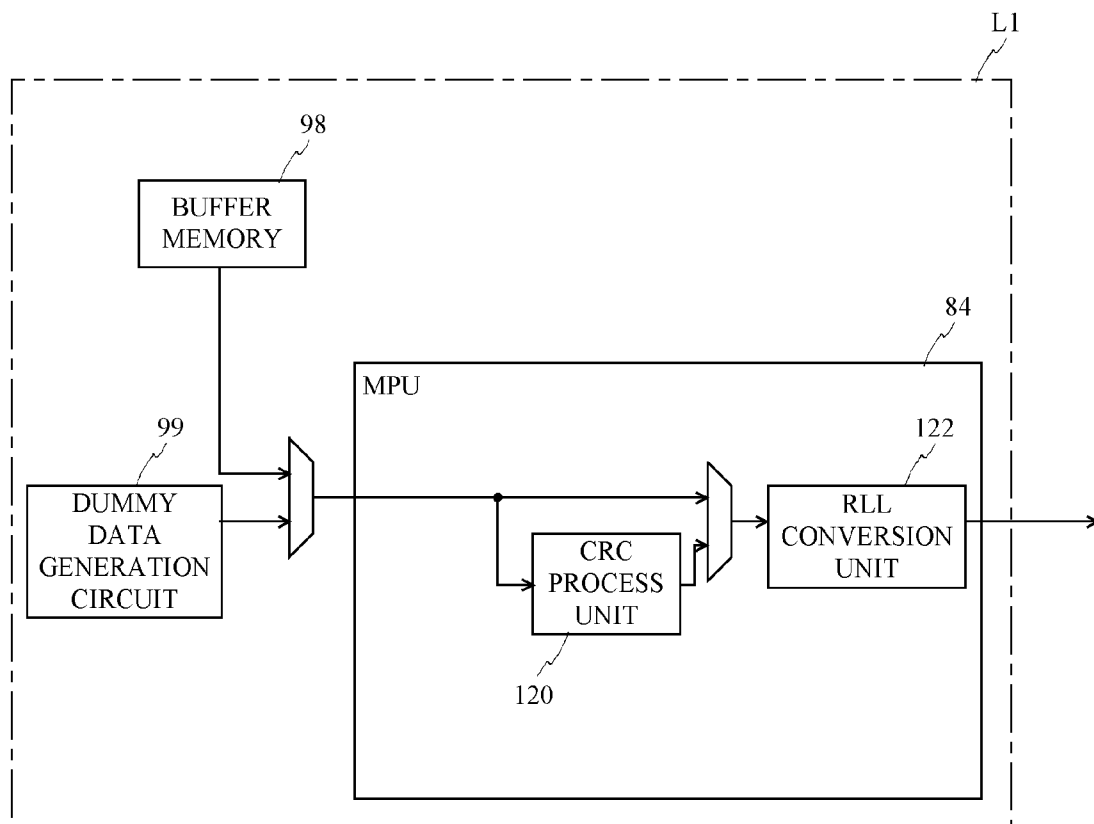 L1
98
BUFFER
MEMORY
84
MPU
99
DUMMY
DATA
GENERATION
CIRCUIT
122
RLL
CONVERSION
UNIT
CRC
PROCESS
UNIT
120